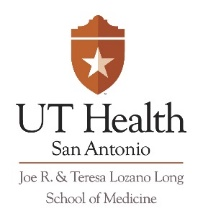 UT Health
San Antonio
Joe R. & Teresa Lozano Long
School of Medicine